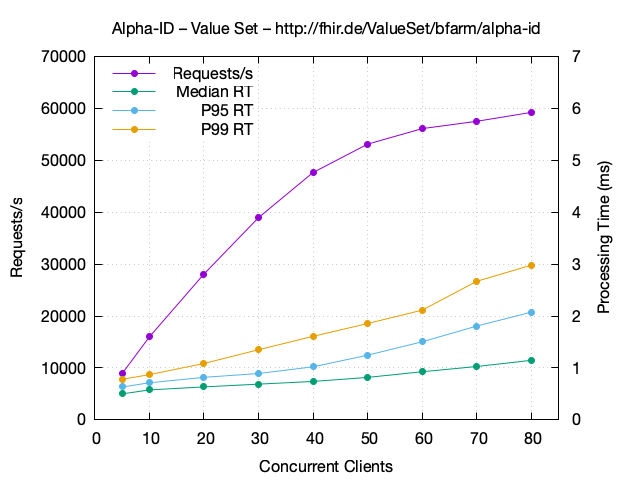 Alpha-ID – Value Set – http://fhir.de/ValueSet/bfarm/alpha-id
70000
60000
50000
40000
30000
20000
10000
0
Requests/s
Requests/s
Median RT
P95 RT
P99 RT
7
6
5
4
3
2
1
0
Processing Time (ms)
0 10 20 30 40 50 60 70 80
Concurrent Clients